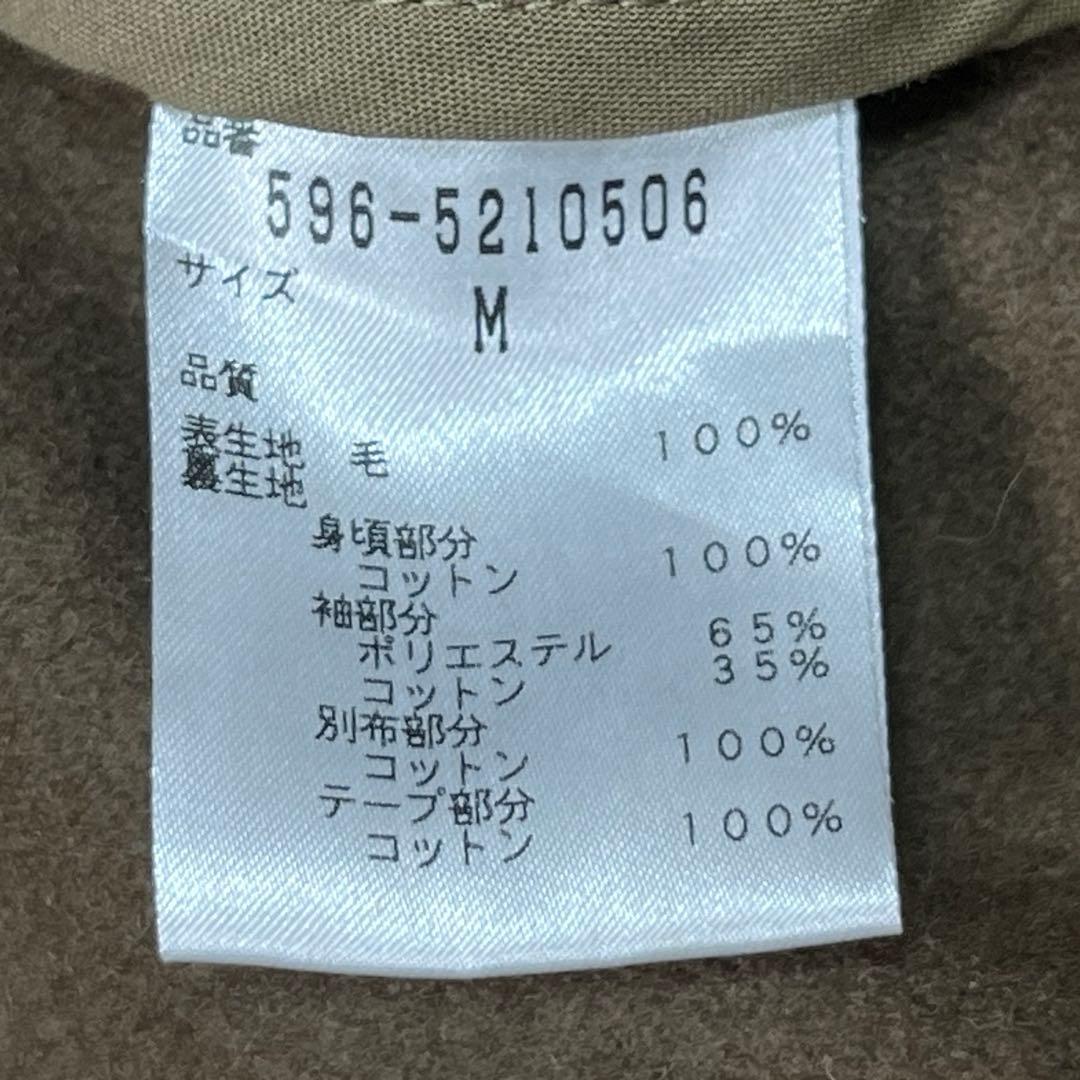 品番
596-5210506
サイズ
M
品質
表生地 毛 100%
裏生地
身頃部分
コットン 100%
袖部分
ポリエステル 65%
コットン 35%
別布部分
コットン 100%
テープ部分
コットン 100%